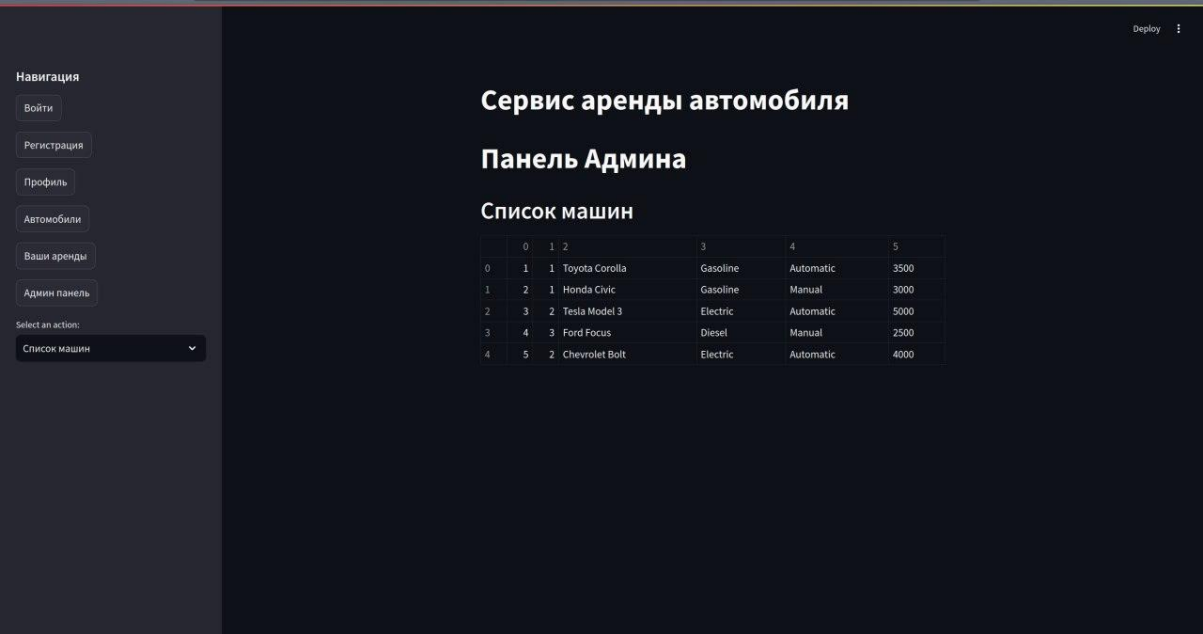 Deploy
Навигация
Войти
Регистрация
Профиль
Автомобили
Ваши аренды
Админ панель
Select an action:
Список машин
Сервис аренды автомобиля
Панель Админа
Список машин
0 1 2 3 4 5
0 1 1 Toyota Corolla Gasoline Automatic 3500
1 2 1 Honda Civic Gasoline Manual 3000
2 3 2 Tesla Model 3 Electric Automatic 5000
3 4 3 Ford Focus Diesel Manual 2500
4 5 2 Chevrolet Bolt Electric Automatic 4000